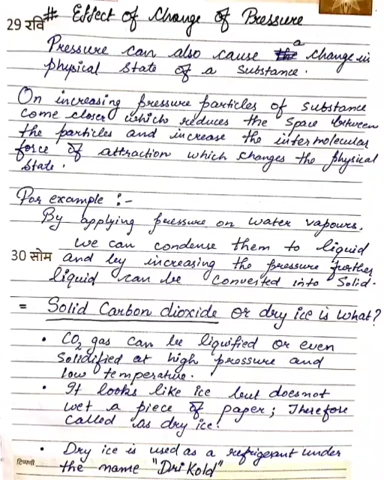 # Effect of Change of Pressure
29 रवि
Pressure can also cause a change in
physical state of a substance.
On increasing pressure particles of substance
come closer which reduces the space between
the particles and increase the intermolecular
force of attraction which changes the physical
state.
For example :-
By applying pressure on water vapours,
we can condense them to liquid
30 सोम and by increasing the pressure further
liquid can be converted into Solid.
= Solid Carbon dioxide or dry ice is what?
• CO2 gas can be liquified or even
Solidified at high pressure and
low temperature.
• It looks like ice but doesnot
wet a piece of paper; Therefore
called as dry ice.
• Dry ice is used as a refrigerant under
टिप्पणी the name "Dri Kold"